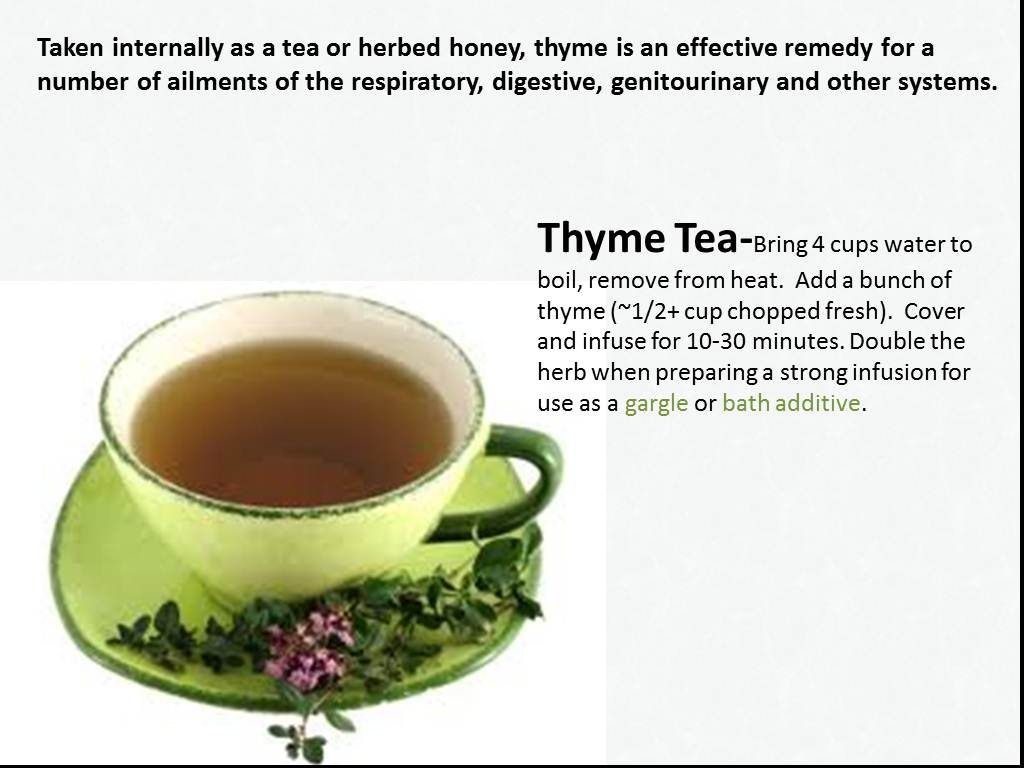 Taken internally as a tea or herbed honey, thyme is an effective remedy for a
number of ailments of the respiratory, digestive, genitourinary and other systems.
Thyme Tea-Bring 4 cups water to
boil, remove from heat.  Add a bunch of
thyme (~1/2+ cup chopped fresh).  Cover
and infuse for 10-30 minutes. Double the
herb when preparing a strong infusion for
use as a gargle or bath additive.